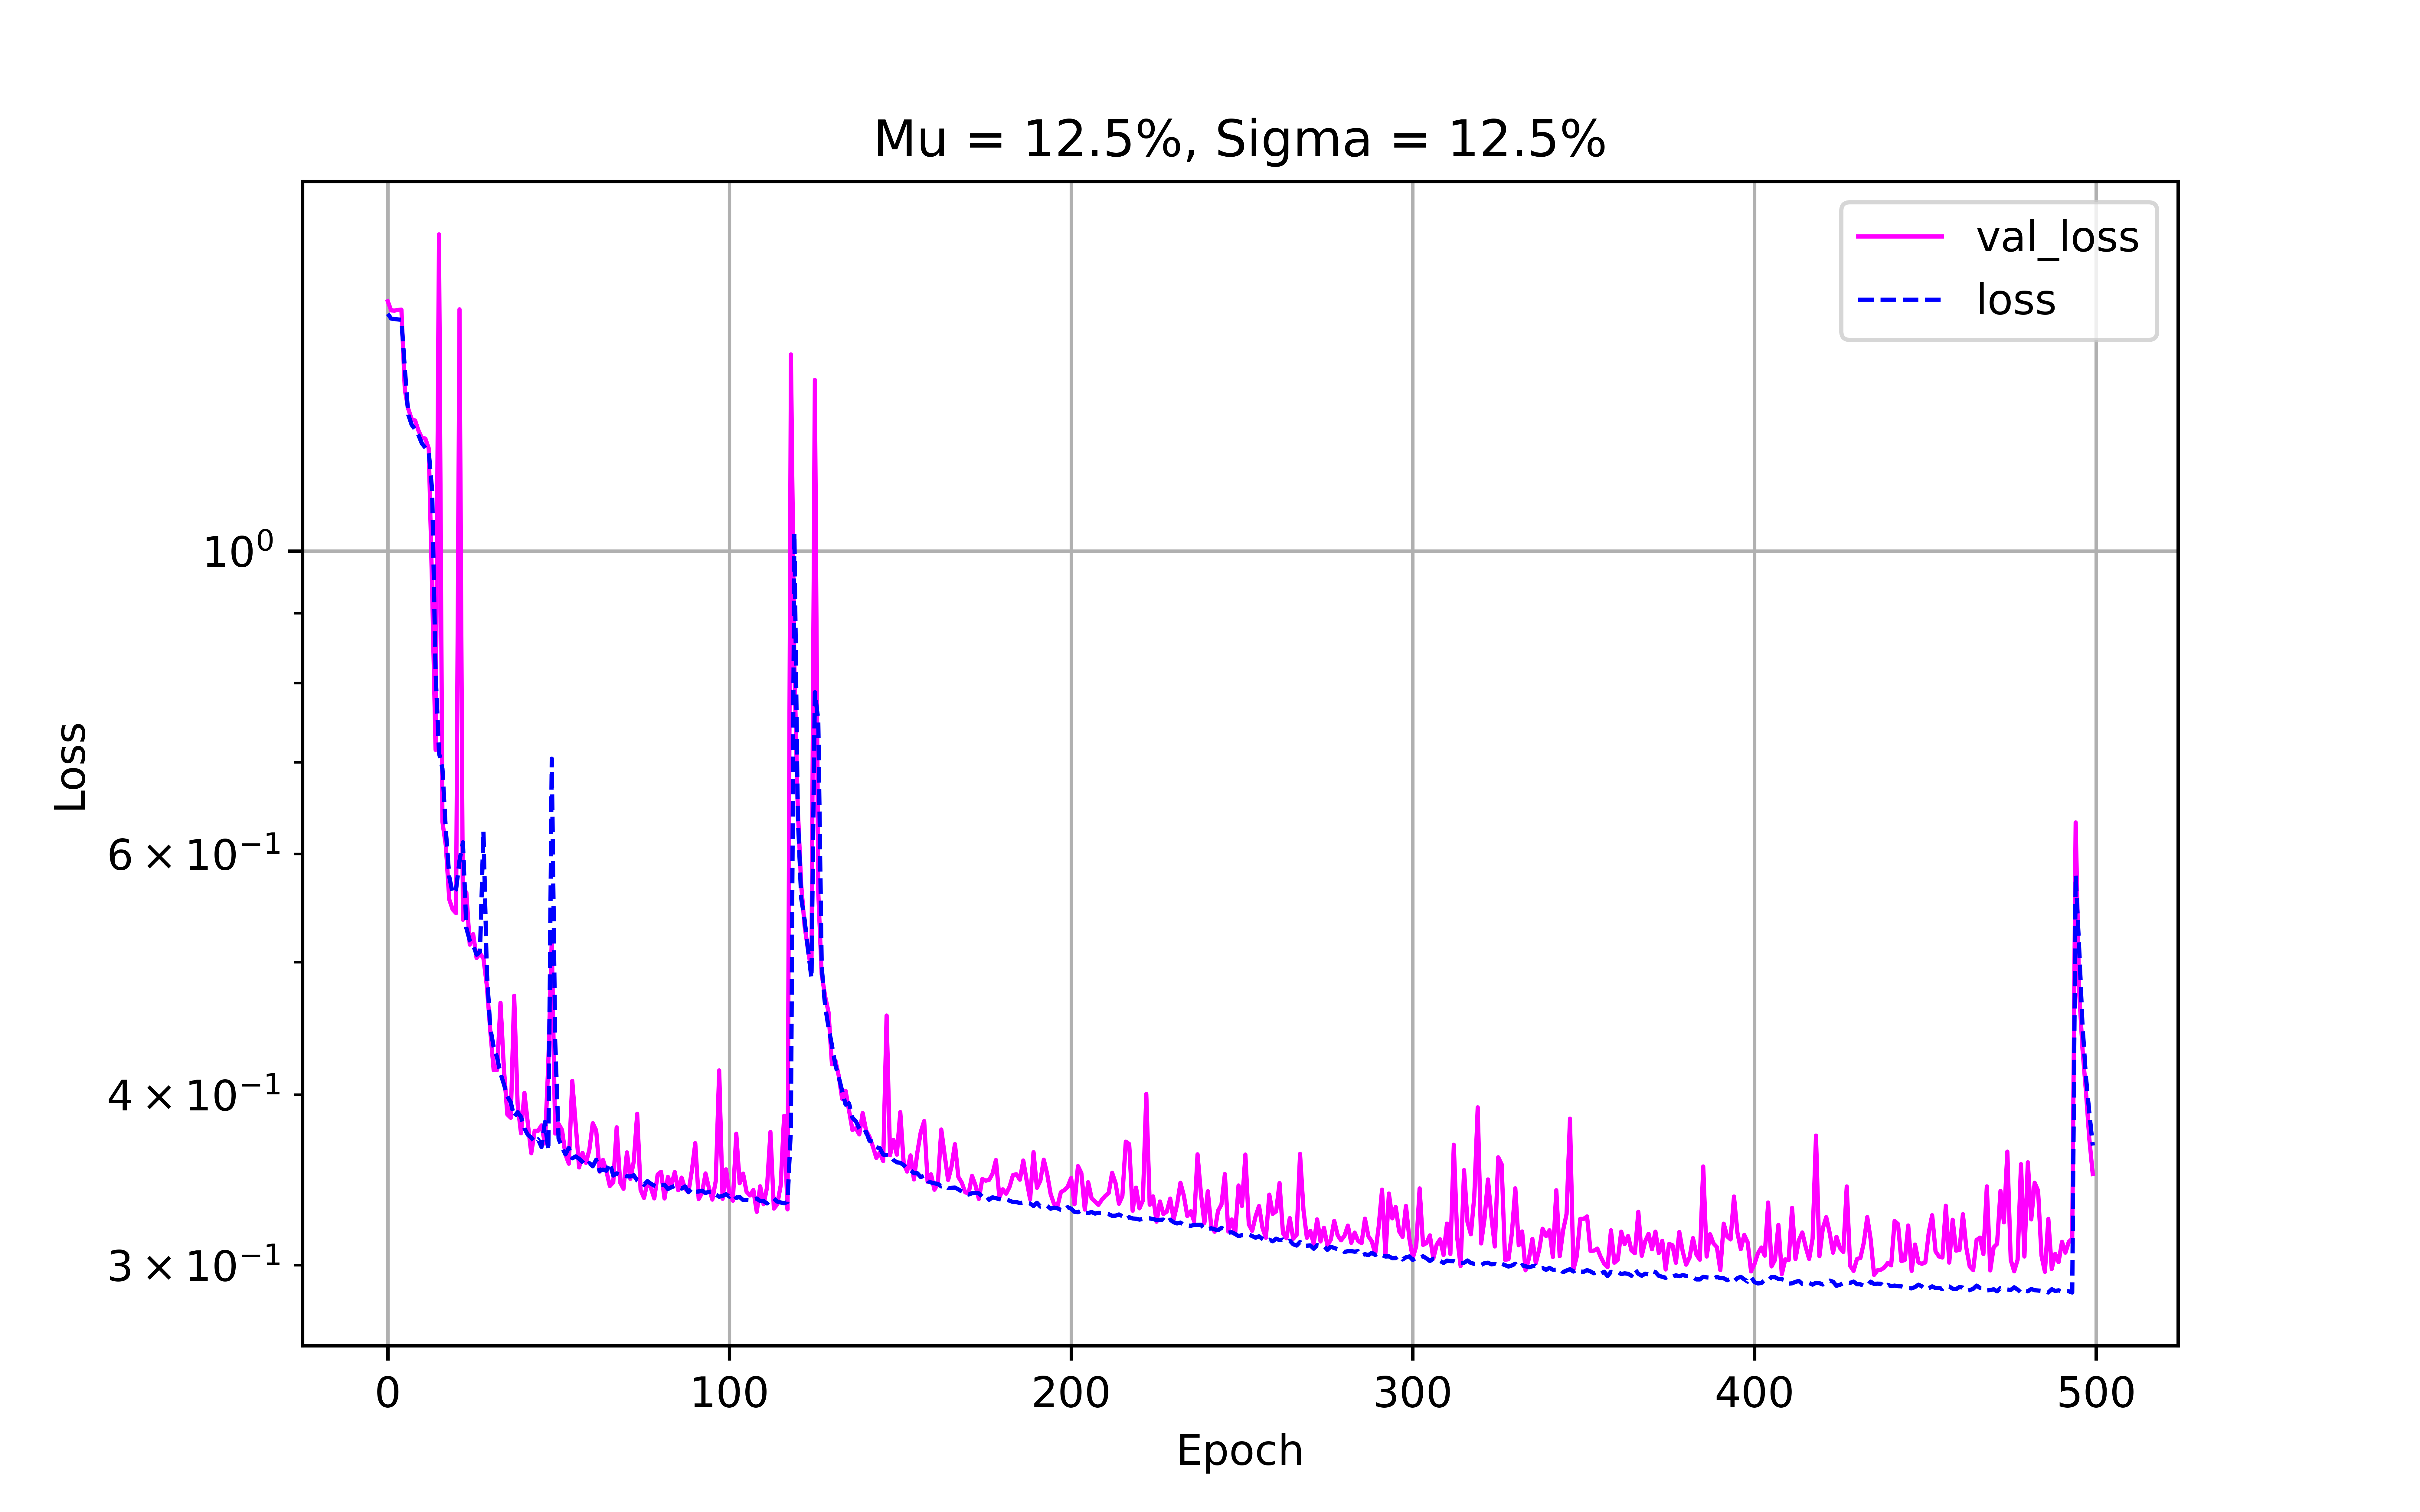 Mu = 12.5%, Sigma = 12.5%
val_loss
loss
10⁰
6 × 10⁻¹
4 × 10⁻¹
3 × 10⁻¹
Loss
0 100 200 300 400 500
Epoch